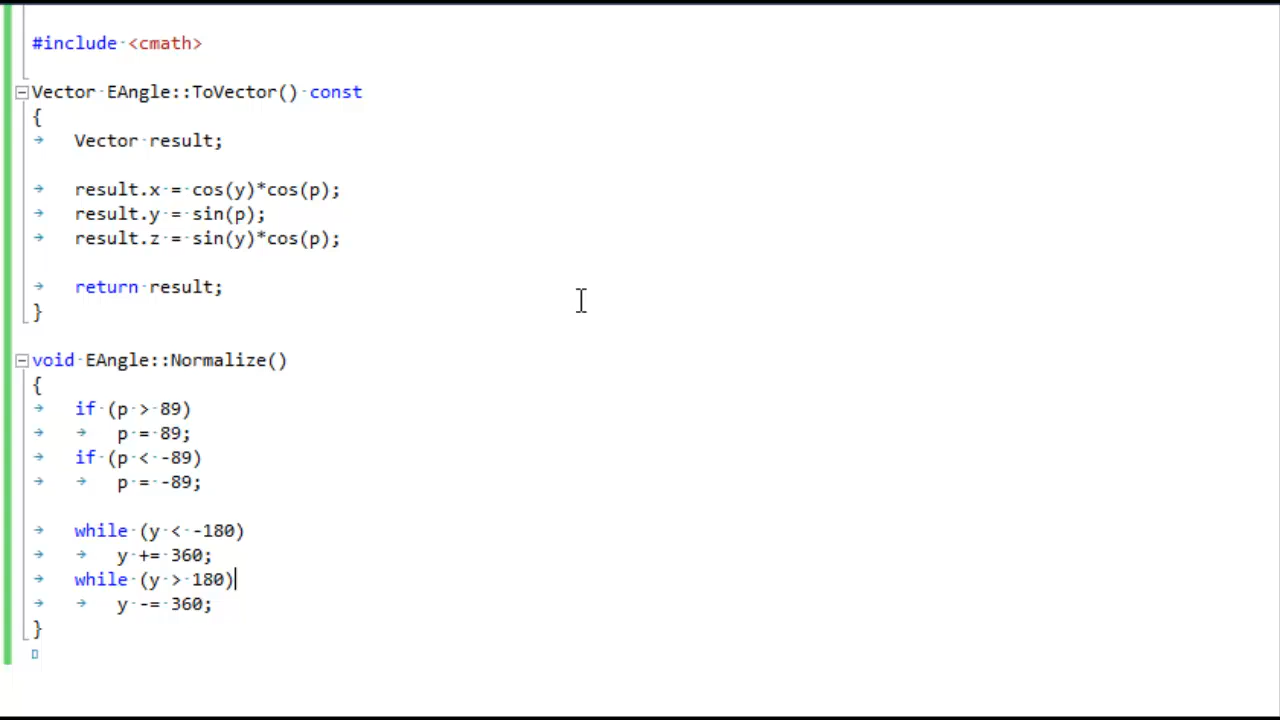 #include <cmath>
Vector EAngle::ToVector() const
{
Vector result;
result.x = cos(y)*cos(p);
result.y = sin(p);
result.z = sin(y)*cos(p);
return result;
}
void EAngle::Normalize()
{
if (p > 89)
p = 89;
if (p < -89)
p = -89;
while (y < -180)
y += 360;
while (y > 180)
y -= 360;
}